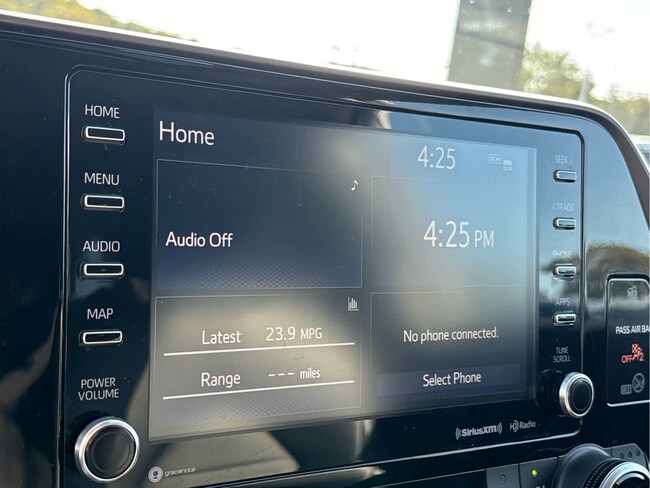 HOME
MENU
AUDIO
MAP
POWER
VOLUME
Home
4:25
Audio Off
4:25 PM
Latest 23.9 MPG
Range --- miles
No phone connected.
Select Phone
SEEK >
< TRACK
PHONE
APPS
TUNE
SCROLL
((SiriusXM))
HD Radio
gracenote
PASS AIR BA
OFF 2